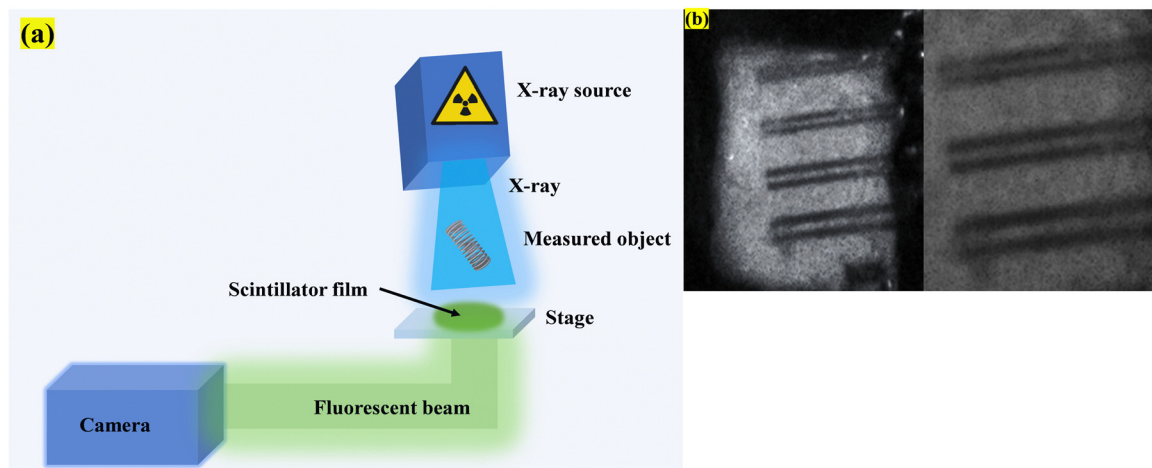 (a)
X-ray source
X-ray
Measured object
Scintillator film
Stage
Fluorescent beam
Camera
(b)